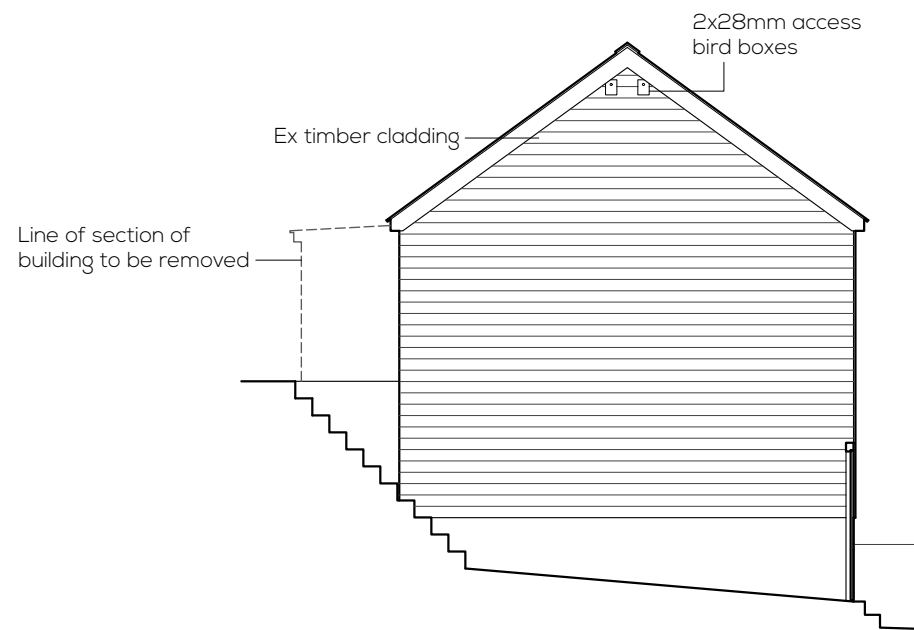 2x28mm access
bird boxes
Ex timber cladding
Line of section of
building to be removed